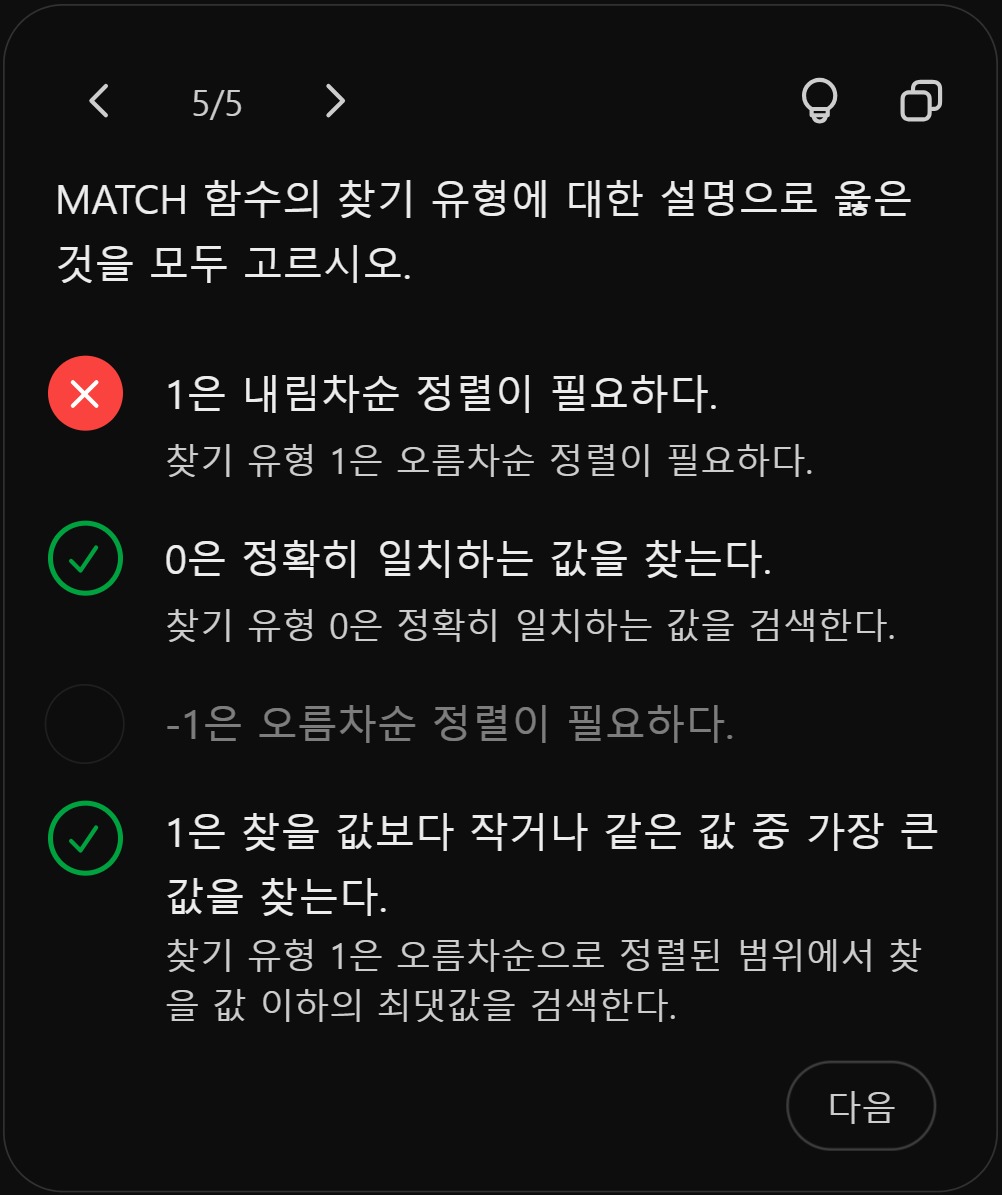 5/5
MATCH 함수의 찾기 유형에 대한 설명으로 옳은
것을 모두 고르시오.
1은 내림차순 정렬이 필요하다.
찾기 유형 1은 오름차순 정렬이 필요하다.
0은 정확히 일치하는 값을 찾는다.
찾기 유형 0은 정확히 일치하는 값을 검색한다.
-1은 오름차순 정렬이 필요하다.
1은 찾을 값보다 작거나 같은 값 중 가장 큰
값을 찾는다.
찾기 유형 1은 오름차순으로 정렬된 범위에서 찾
을 값 이하의 최댓값을 검색한다.
다음